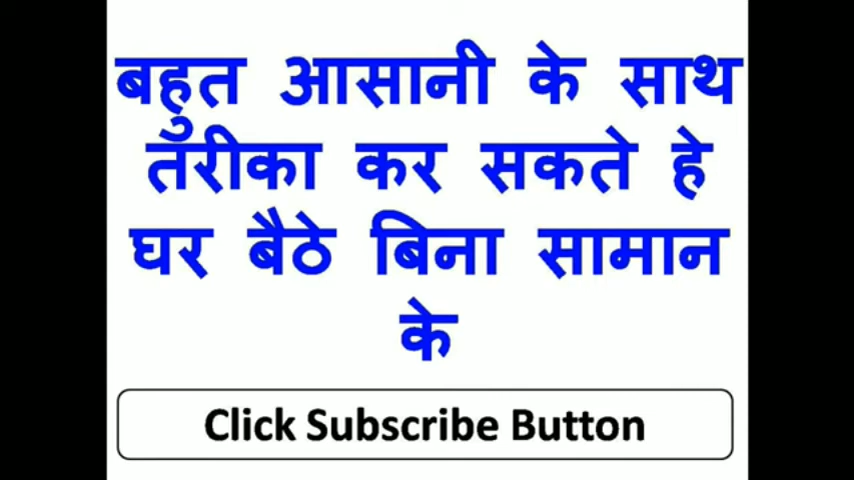 बहुत आसानी के साथ
तरीका कर सकते हे
घर बैठे बिना सामान
के
Click Subscribe Button